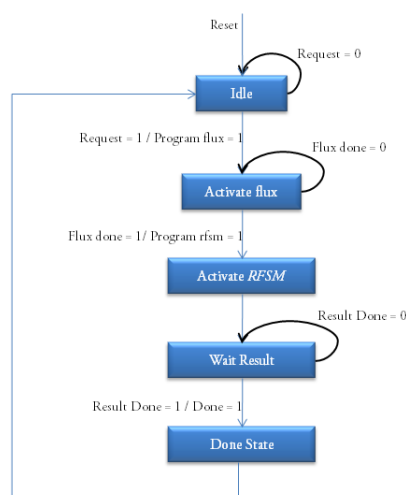 Reset
Request = 0
Idle
Request = 1 / Program flux = 1
Flux done = 0
Activate flux
Flux done = 1/ Program rfsm = 1
Activate RFSM
Result Done = 0
Wait Result
Result Done = 1 / Done = 1
Done State